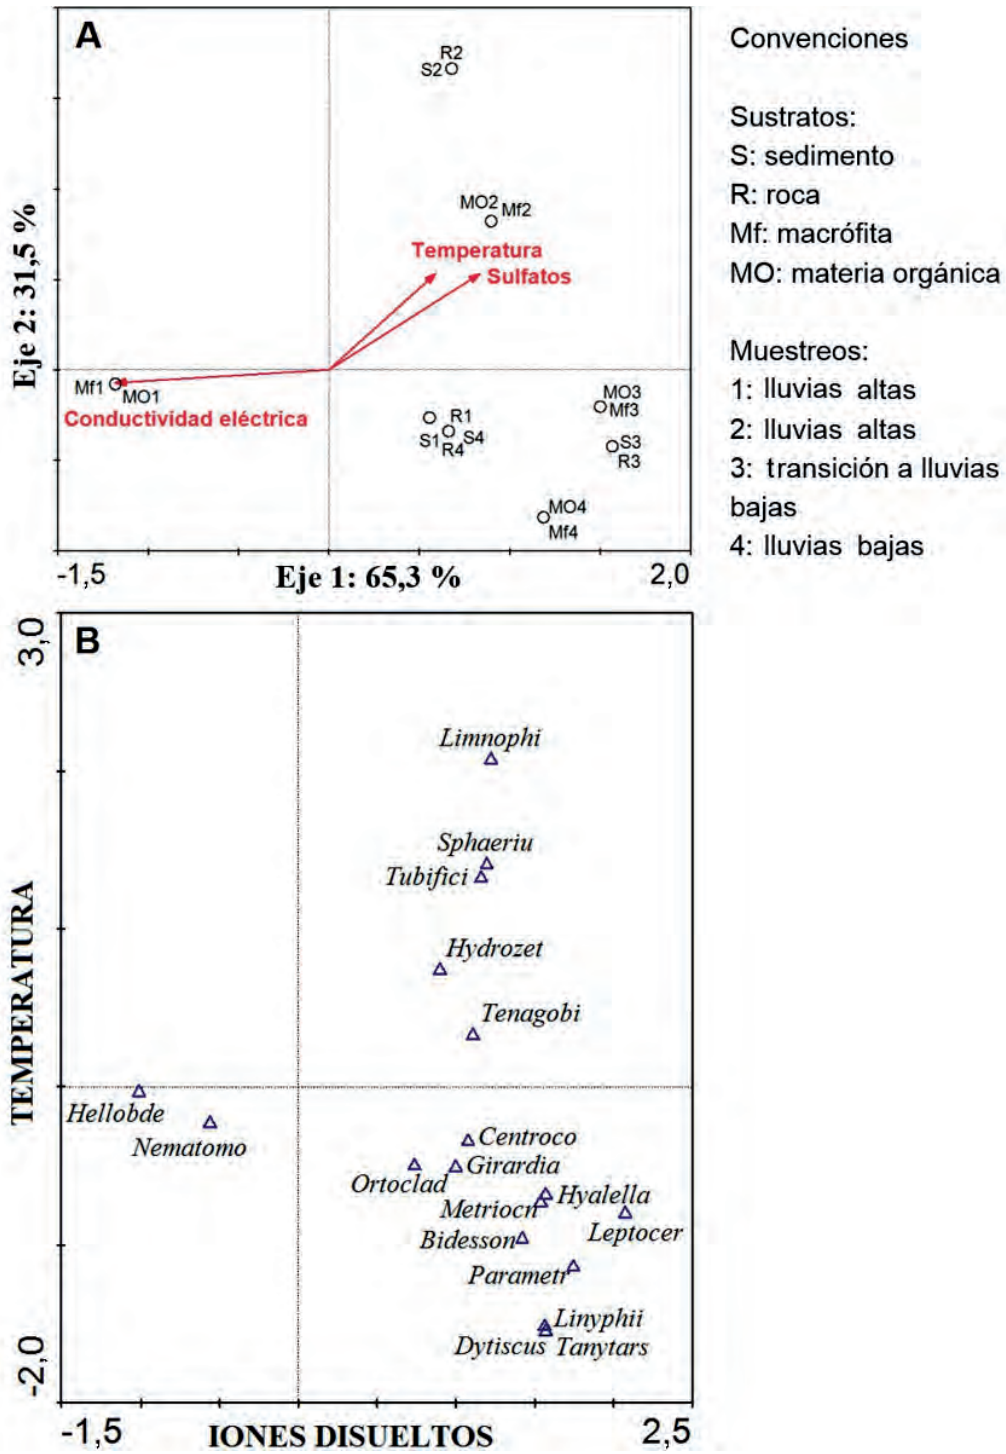 A
R2
S2
MO2
Mf2
Temperatura
Sulfatos
Eje 2: 31,5 %
Mf1
MO1
Conductividad eléctrica
MO3
Mf3
R1
S1
S4
R4
S3
R3
MO4
Mf4
-1,5
Eje 1: 65,3 %
2,0
Convenciones
Sustratos:
S: sedimento
R: roca
Mf: macrófita
MO: materia orgánica
Muestreos:
1: lluvias altas
2: lluvias altas
3: transición a lluvias
bajas
4: lluvias bajas
B
3,0
Limnophi
Sphaeriu
Tubifici
Hydrozet
Tenagobi
TEMPERATURA
Hellobde
Nematomo
Centroco
Girardia
Ortoclad
Hyalella
Metriocn
Leptocer
Bidesson
Parametr
Linyphii
Dytiscus
Tanytars
-2,0
-1,5
IONES DISUELTOS
2,5